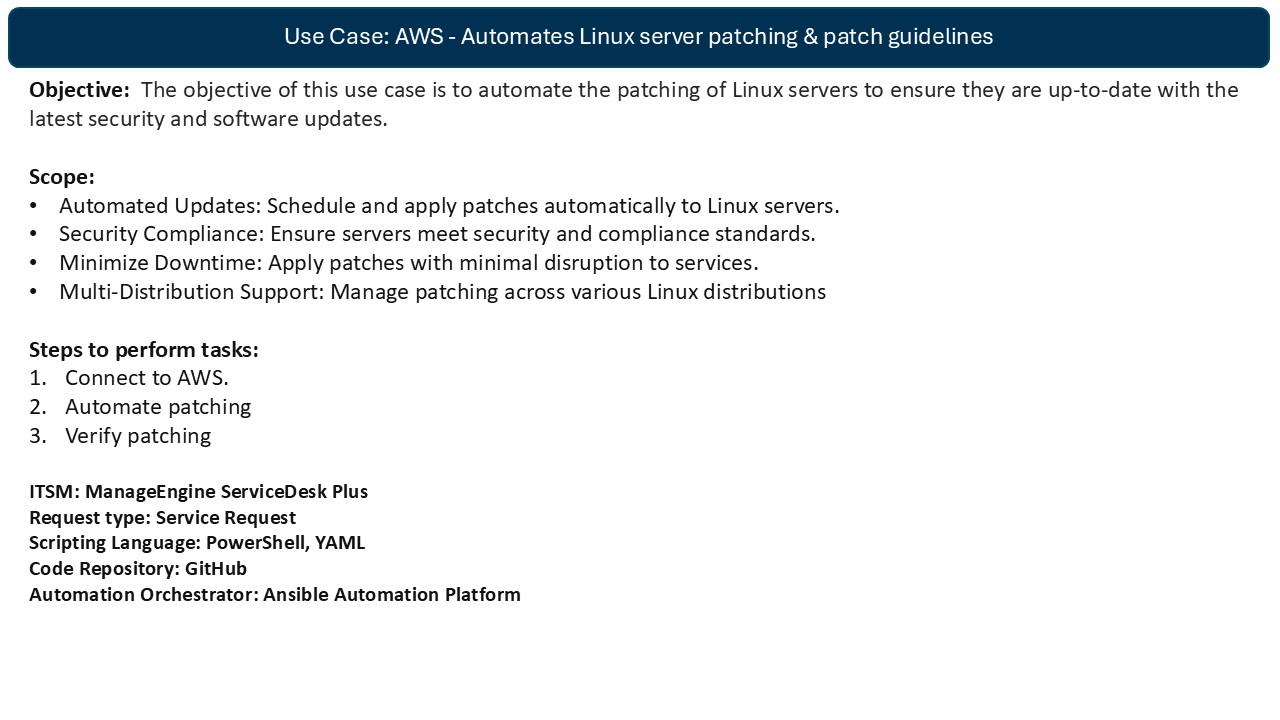 Use Case: AWS - Automates Linux server patching & patch guidelines
Objective: The objective of this use case is to automate the patching of Linux servers to ensure they are up-to-date with the
latest security and software updates.
Scope:
• Automated Updates: Schedule and apply patches automatically to Linux servers.
• Security Compliance: Ensure servers meet security and compliance standards.
• Minimize Downtime: Apply patches with minimal disruption to services.
• Multi-Distribution Support: Manage patching across various Linux distributions
Steps to perform tasks:
1. Connect to AWS.
2. Automate patching
3. Verify patching
ITSM: ManageEngine ServiceDesk Plus
Request type: Service Request
Scripting Language: PowerShell, YAML
Code Repository: GitHub
Automation Orchestrator: Ansible Automation Platform